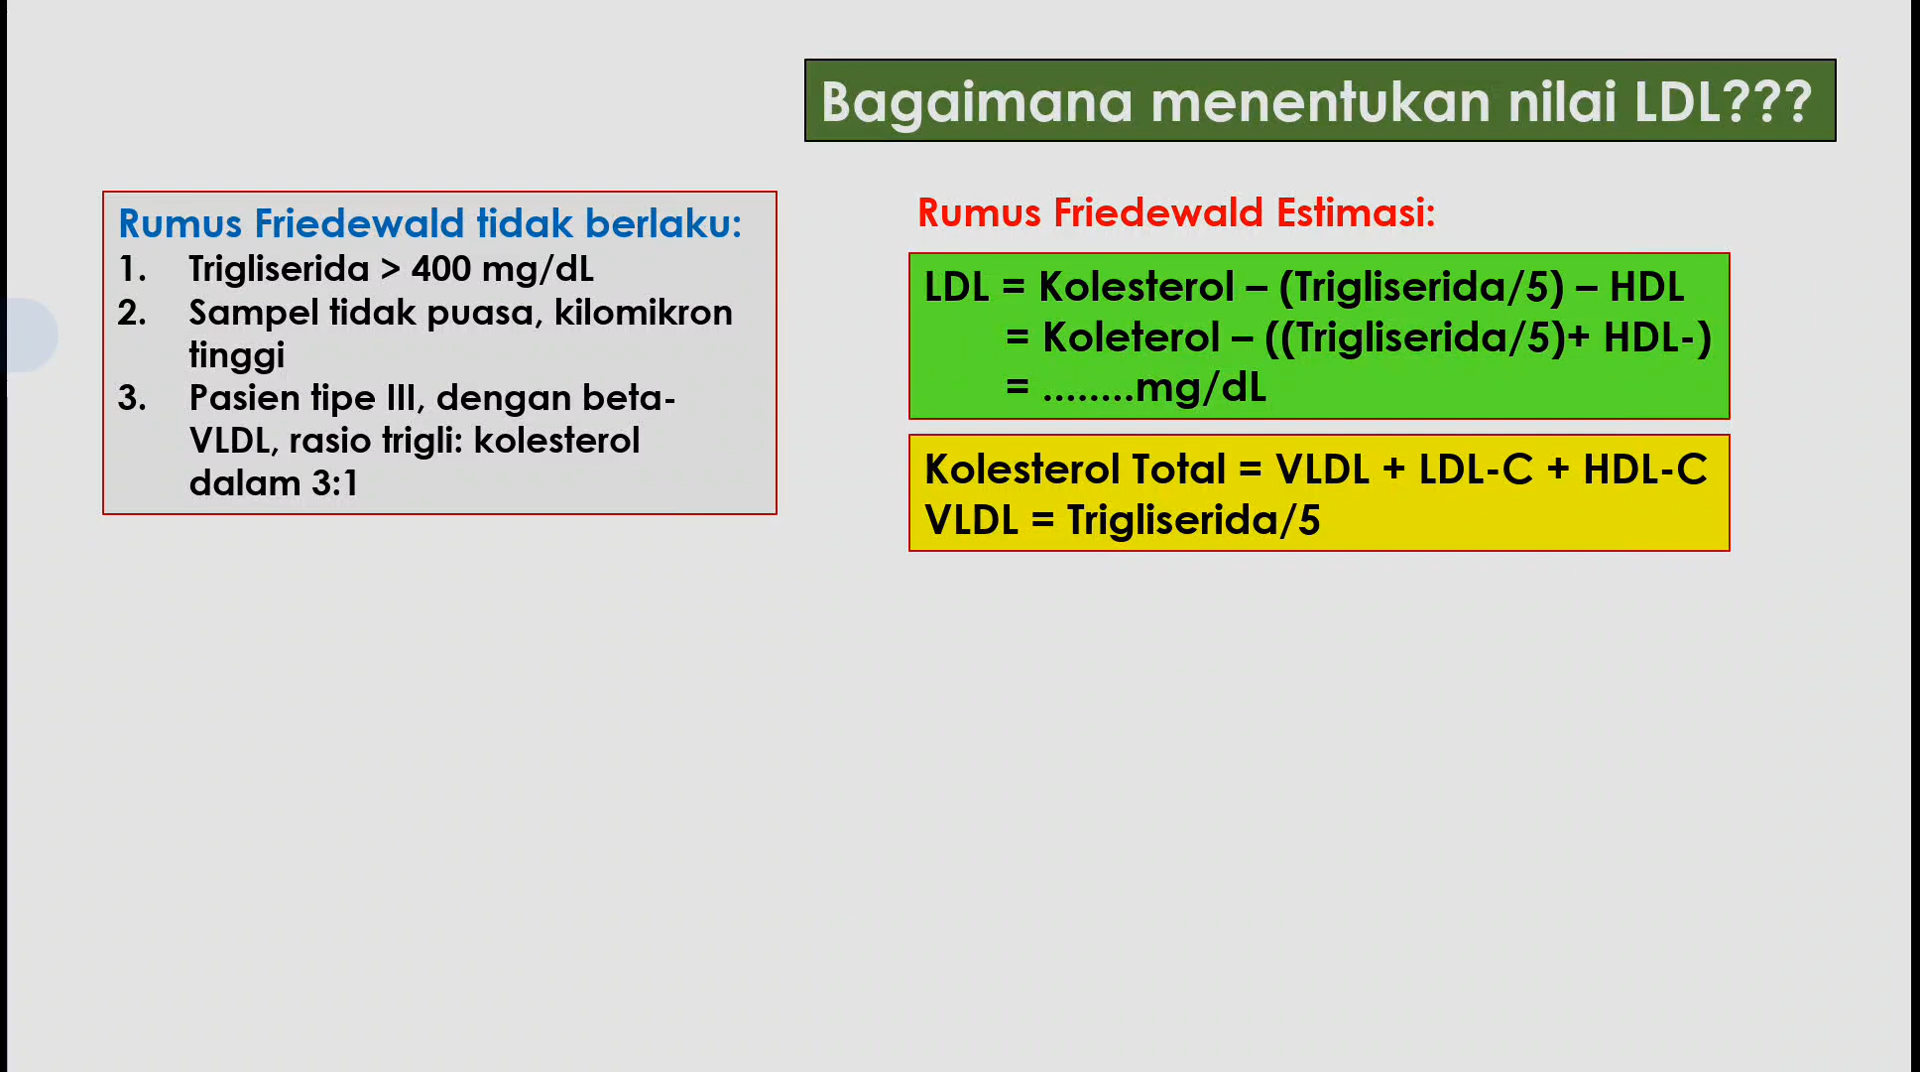 Bagaimana menentukan nilai LDL???
Rumus Friedewald tidak berlaku:
1. Trigliserida > 400 mg/dL
2. Sampel tidak puasa, kilomikron
tinggi
3. Pasien tipe III, dengan beta-
VLDL, rasio trigli: kolesterol
dalam 3:1
Rumus Friedewald Estimasi:
LDL = Kolesterol – (Trigliserida/5) – HDL
= Koleterol – ((Trigliserida/5)+ HDL-)
= ........mg/dL
Kolesterol Total = VLDL + LDL-C + HDL-C
VLDL = Trigliserida/5